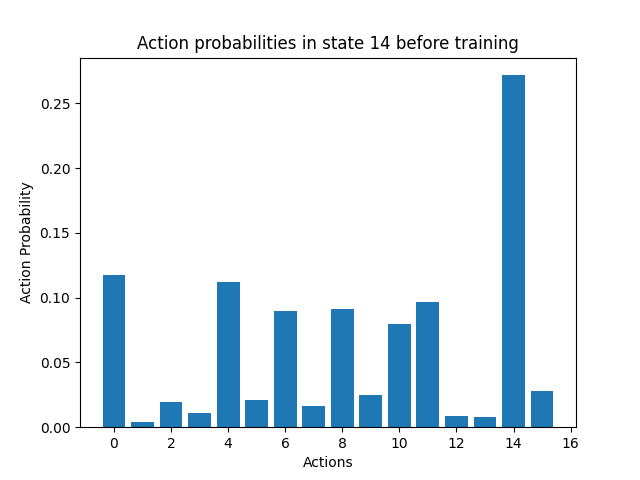 Action probabilities in state 14 before training
Action Probability
0.25
0.20
0.15
0.10
0.05
0.00
0 2 4 6 8 10 12 14 16
Actions